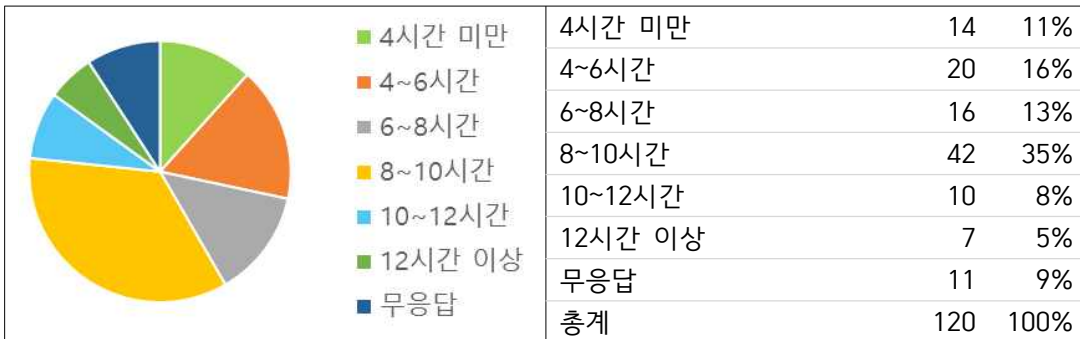 4시간 미만
4~6시간
6~8시간
8~10시간
10~12시간
12시간 이상
무응답
4시간 미만 14 11%
4~6시간 20 16%
6~8시간 16 13%
8~10시간 42 35%
10~12시간 10 8%
12시간 이상 7 5%
무응답 11 9%
총계 120 100%